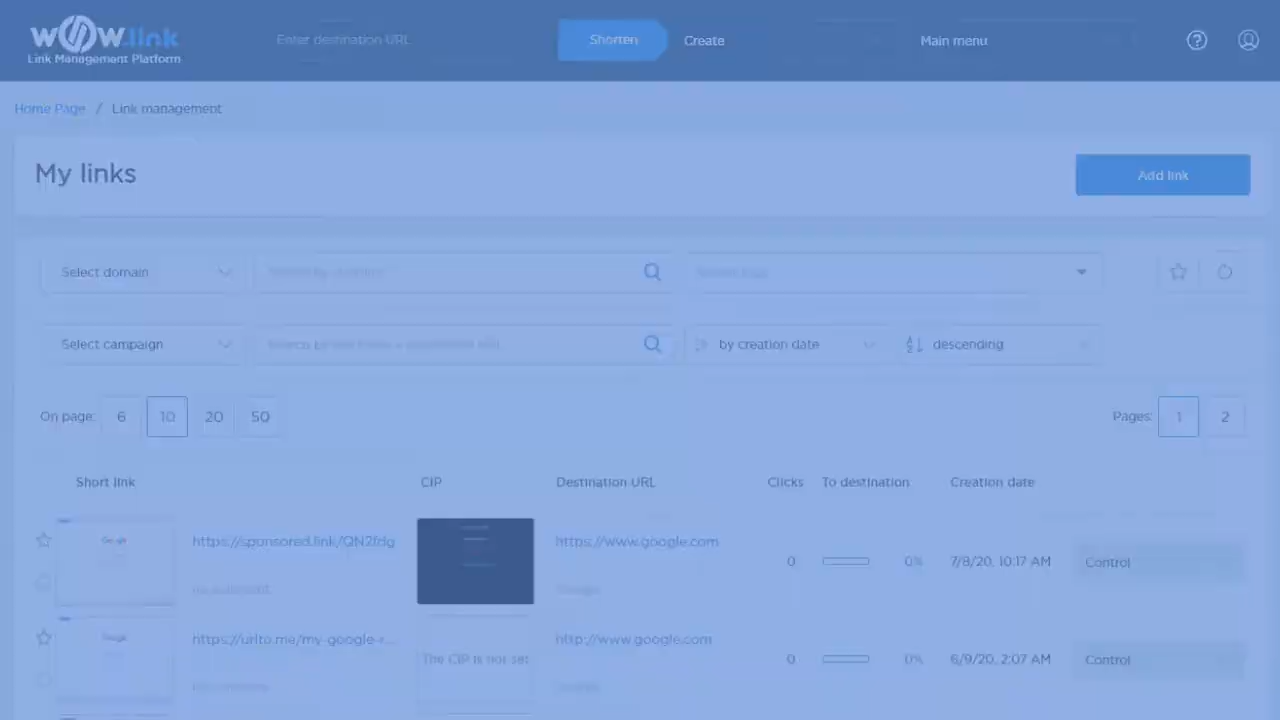 wow.link
Link Management Platform
Enter destination URL
Shorten
Create
Main menu
Home Page / Link management
My links
Add link
Select domain
Select campaign
by creation date
descending
On page: 6 10 20 50
Pages: 1 2
Short link CIP Destination URL Clicks To destination Creation date
Google https://sponsored.link/QN2fdg https://www.google.com
0 0% 7/8/20, 10:17 AM Control
Google https://urlto.me/my-google-r... http://www.google.com
The CIP is not set 0 0% 6/9/20, 2:07 AM Control